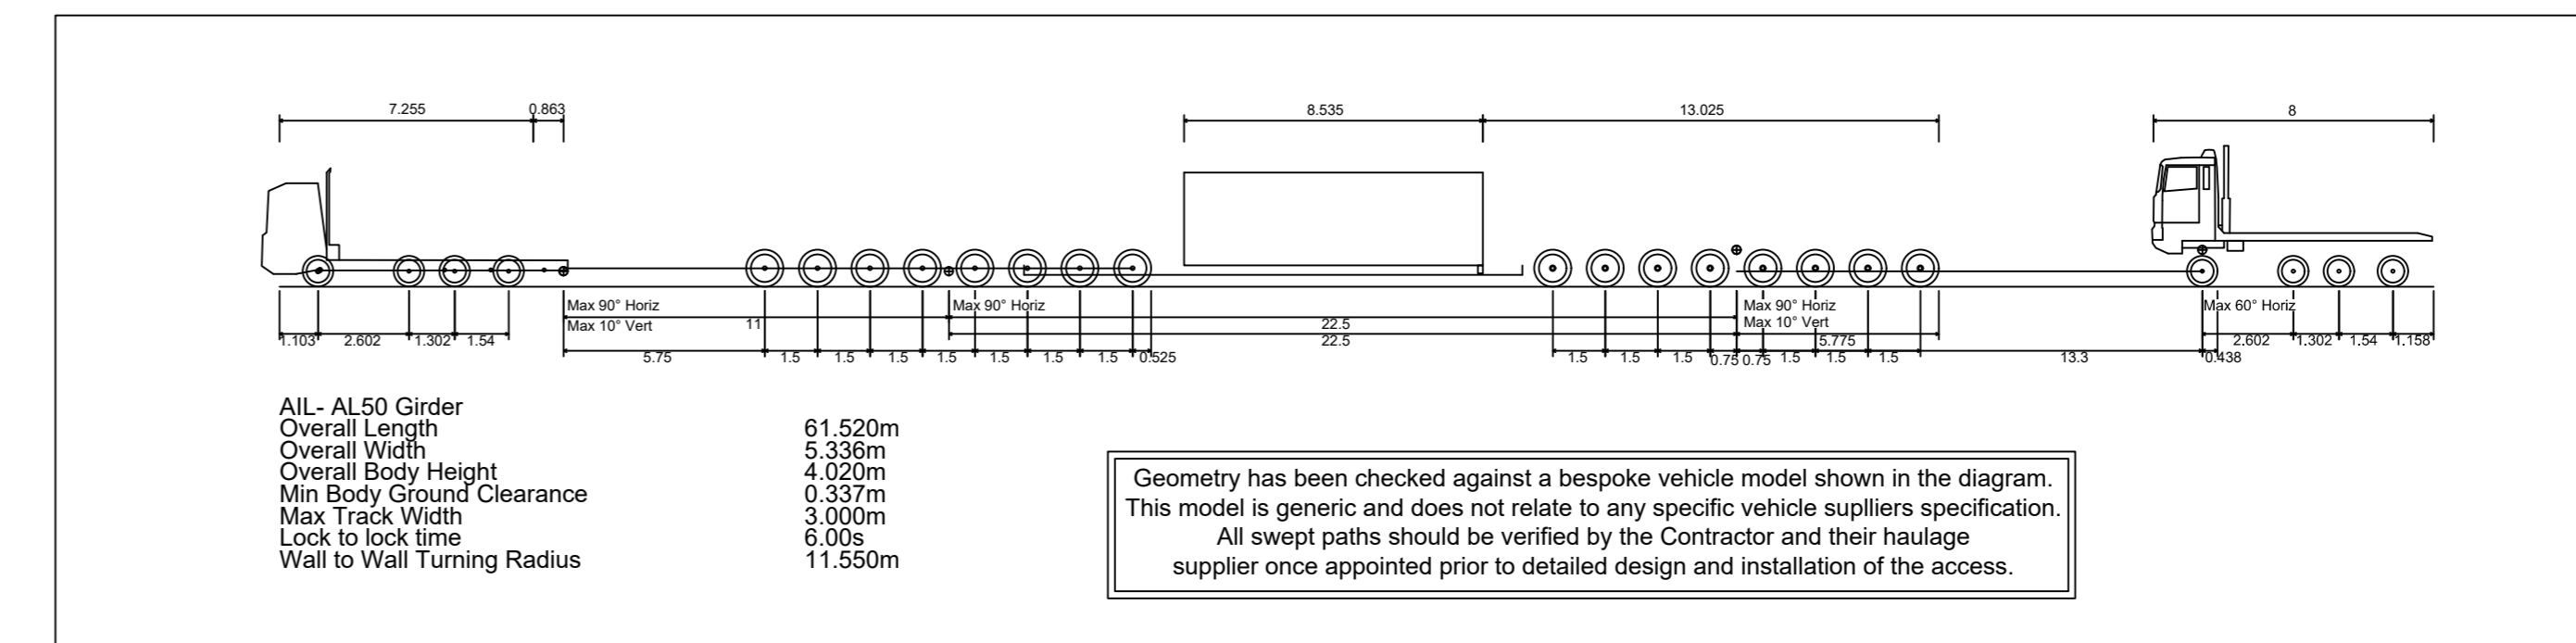 7.255 0.863 8.535 13.025 8
Max 90° Horiz Max 90° Horiz Max 90° Horiz Max 60° Horiz
Max 10° Vert 11 22.5 Max 10° Vert
1.103 2.602 1.302 1.54 22.5 5.775 2.602 1.302 1.54 1.158
5.75 1.5 1.5 1.5 1.5 1.5 1.5 1.5 0.525 1.5 1.5 1.5 0.75 0.75 1.5 1.5 1.5 13.3 0.438
AIL- AL50 Girder
Overall Length 61.520m
Overall Width 5.336m
Overall Body Height 4.020m
Min Body Ground Clearance 0.337m
Max Track Width 3.000m
Lock to lock time 6.00s
Wall to Wall Turning Radius 11.550m
Geometry has been checked against a bespoke vehicle model shown in the diagram.
This model is generic and does not relate to any specific vehicle suplliers specification.
All swept paths should be verified by the Contractor and their haulage
supplier once appointed prior to detailed design and installation of the access.